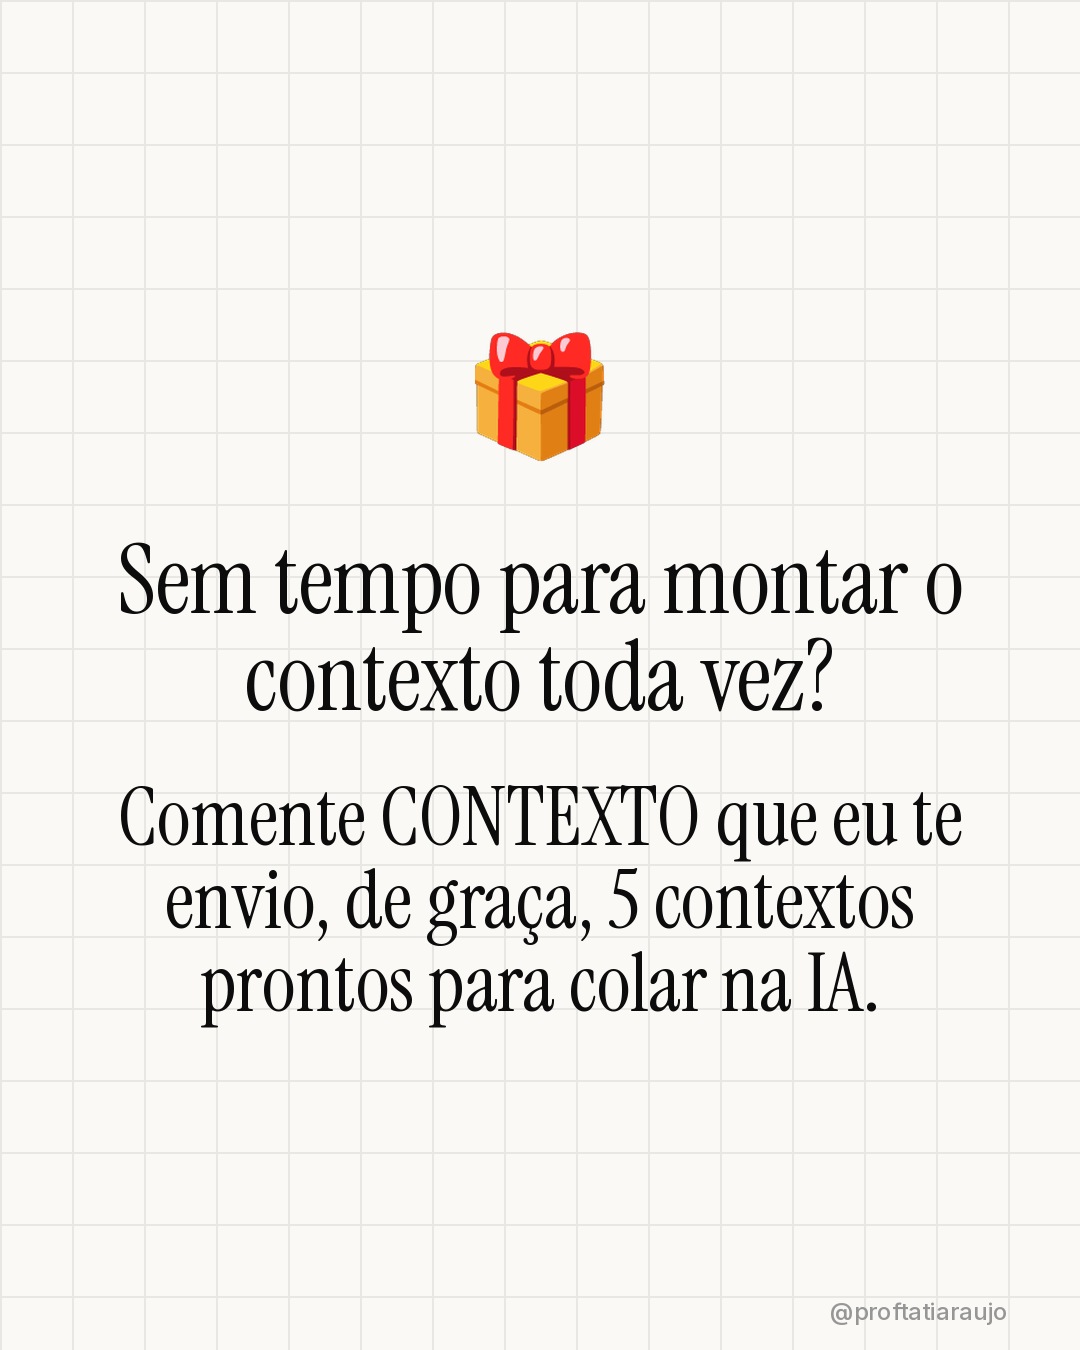 Sem tempo para montar o
contexto toda vez?
Comente CONTEXTO que eu te
envio, de graça, 5 contextos
prontos para colar na IA.
@proftatiaraujo